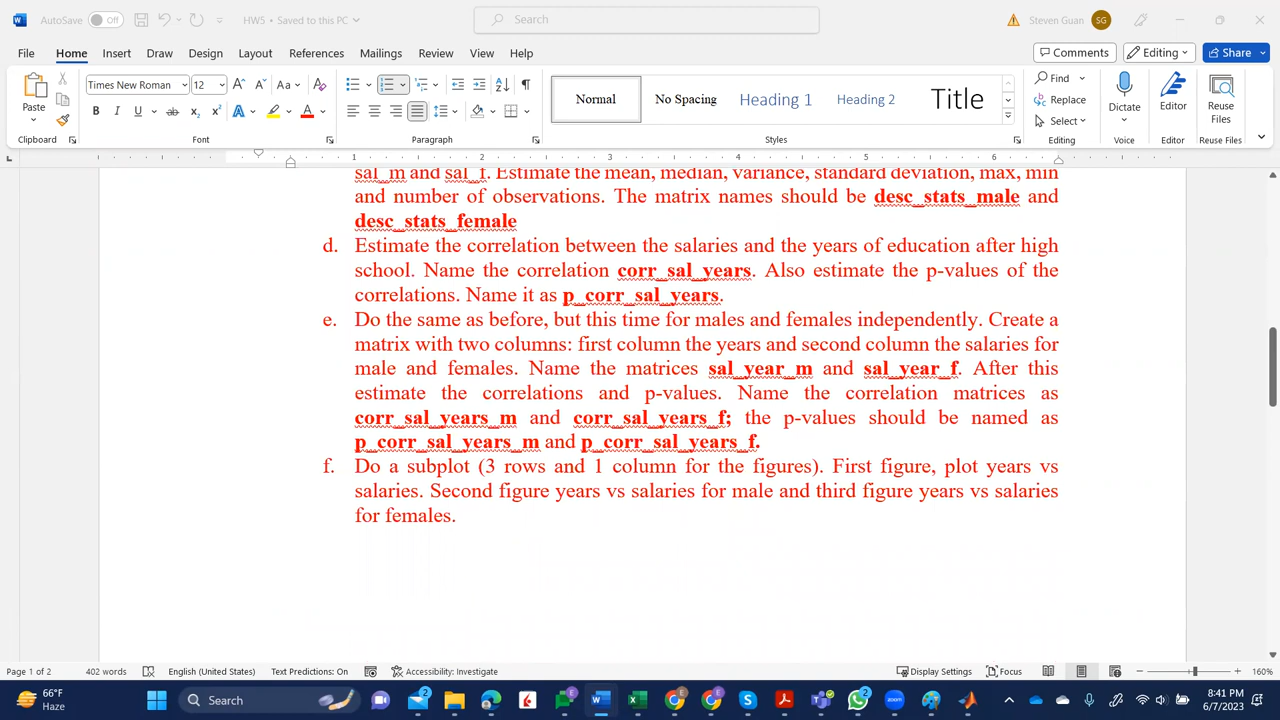 AutoSave Off HW5 • Saved to this PC Search Steven Guan SG
File Home Insert Draw Design Layout References Mailings Review View Help Comments Editing Share
Paste Times New Roman 12 Aa Normal No Spacing Heading 1 Heading 2 Title Find Replace Select Dictate Editor Reuse Files
Clipboard Font Paragraph Styles Editing Voice Editor Reuse Files
1 2 3 4 5 6
sal_m and sal_f. Estimate the mean, median, variance, standard deviation, max, min
and number of observations. The matrix names should be desc_stats_male and
desc_stats_female
d. Estimate the correlation between the salaries and the years of education after high
school. Name the correlation corr_sal_years. Also estimate the p-values of the
correlations. Name it as p_corr_sal_years.
e. Do the same as before, but this time for males and females independently. Create a
matrix with two columns: first column the years and second column the salaries for
male and females. Name the matrices sal_year_m and sal_year_f. After this
estimate the correlations and p-values. Name the correlation matrices as
corr_sal_years_m and corr_sal_years_f; the p-values should be named as
p_corr_sal_years_m and p_corr_sal_years_f.
f. Do a subplot (3 rows and 1 column for the figures). First figure, plot years vs
salaries. Second figure years vs salaries for male and third figure years vs salaries
for females.
Page 1 of 2 402 words English (United States) Text Predictions: On Accessibility: Investigate Display Settings Focus 160%
66°F Haze Search 8:41 PM 6/7/2023